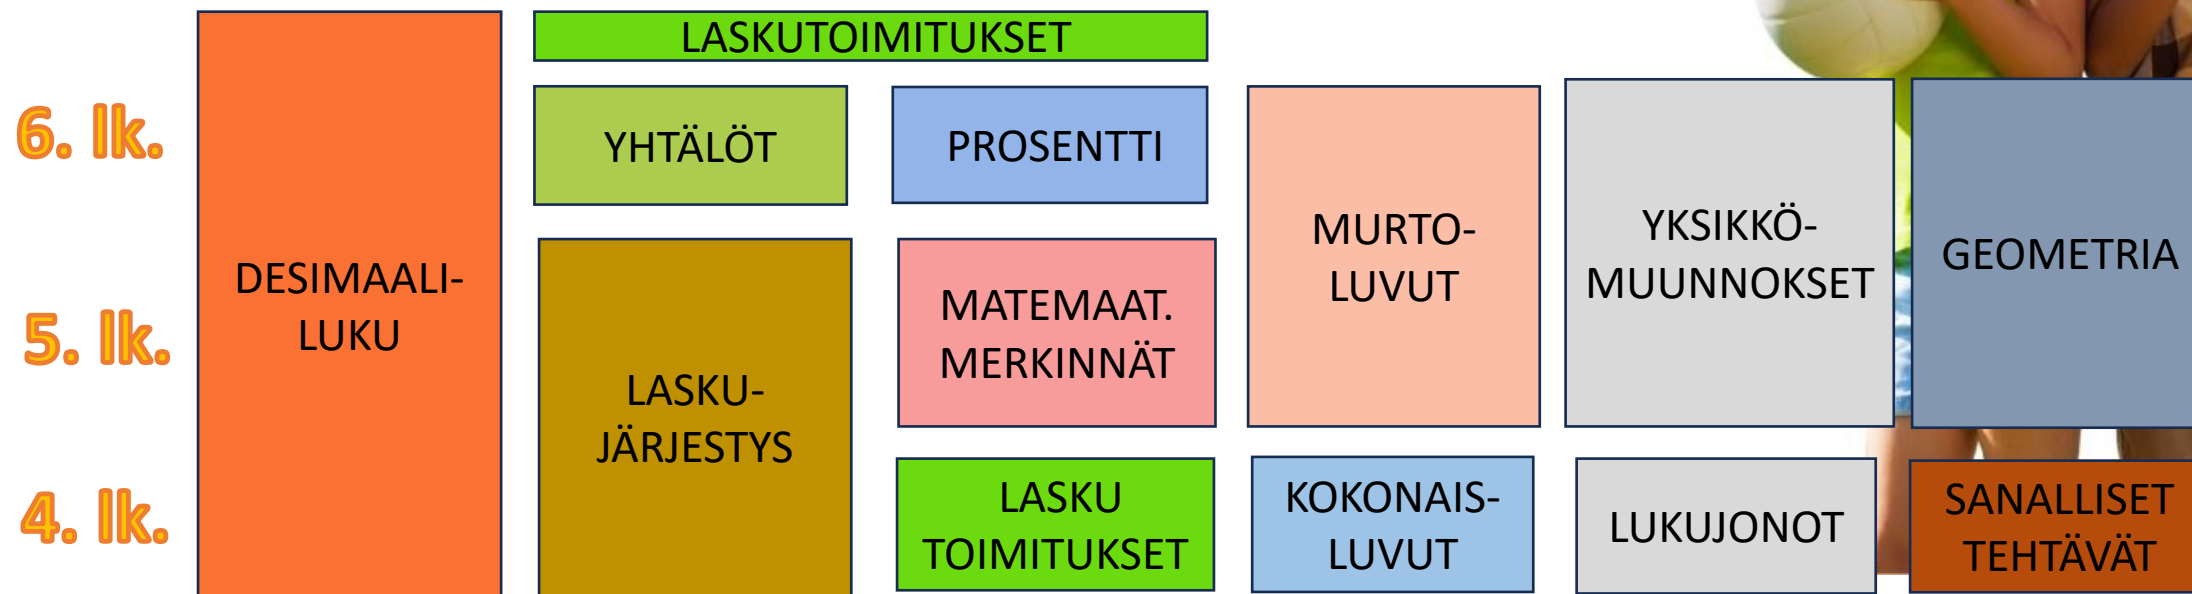 LASKUTOIMITUKSET
6. lk.
YHTÄLÖT
PROSENTTI
5. lk.
DESIMAALI-
LUKU
LASKU-
JÄRJESTYS
MATEMAAT.
MERKINNÄT
MURTO-
LUVUT
YKSIKKÖ-
MUUNNOKSET
GEOMETRIA
4. lk.
LASKU
TOIMITUKSET
KOKONAIS-
LUVUT
LUKUJONOT
SANALLISET
TEHTÄVÄT